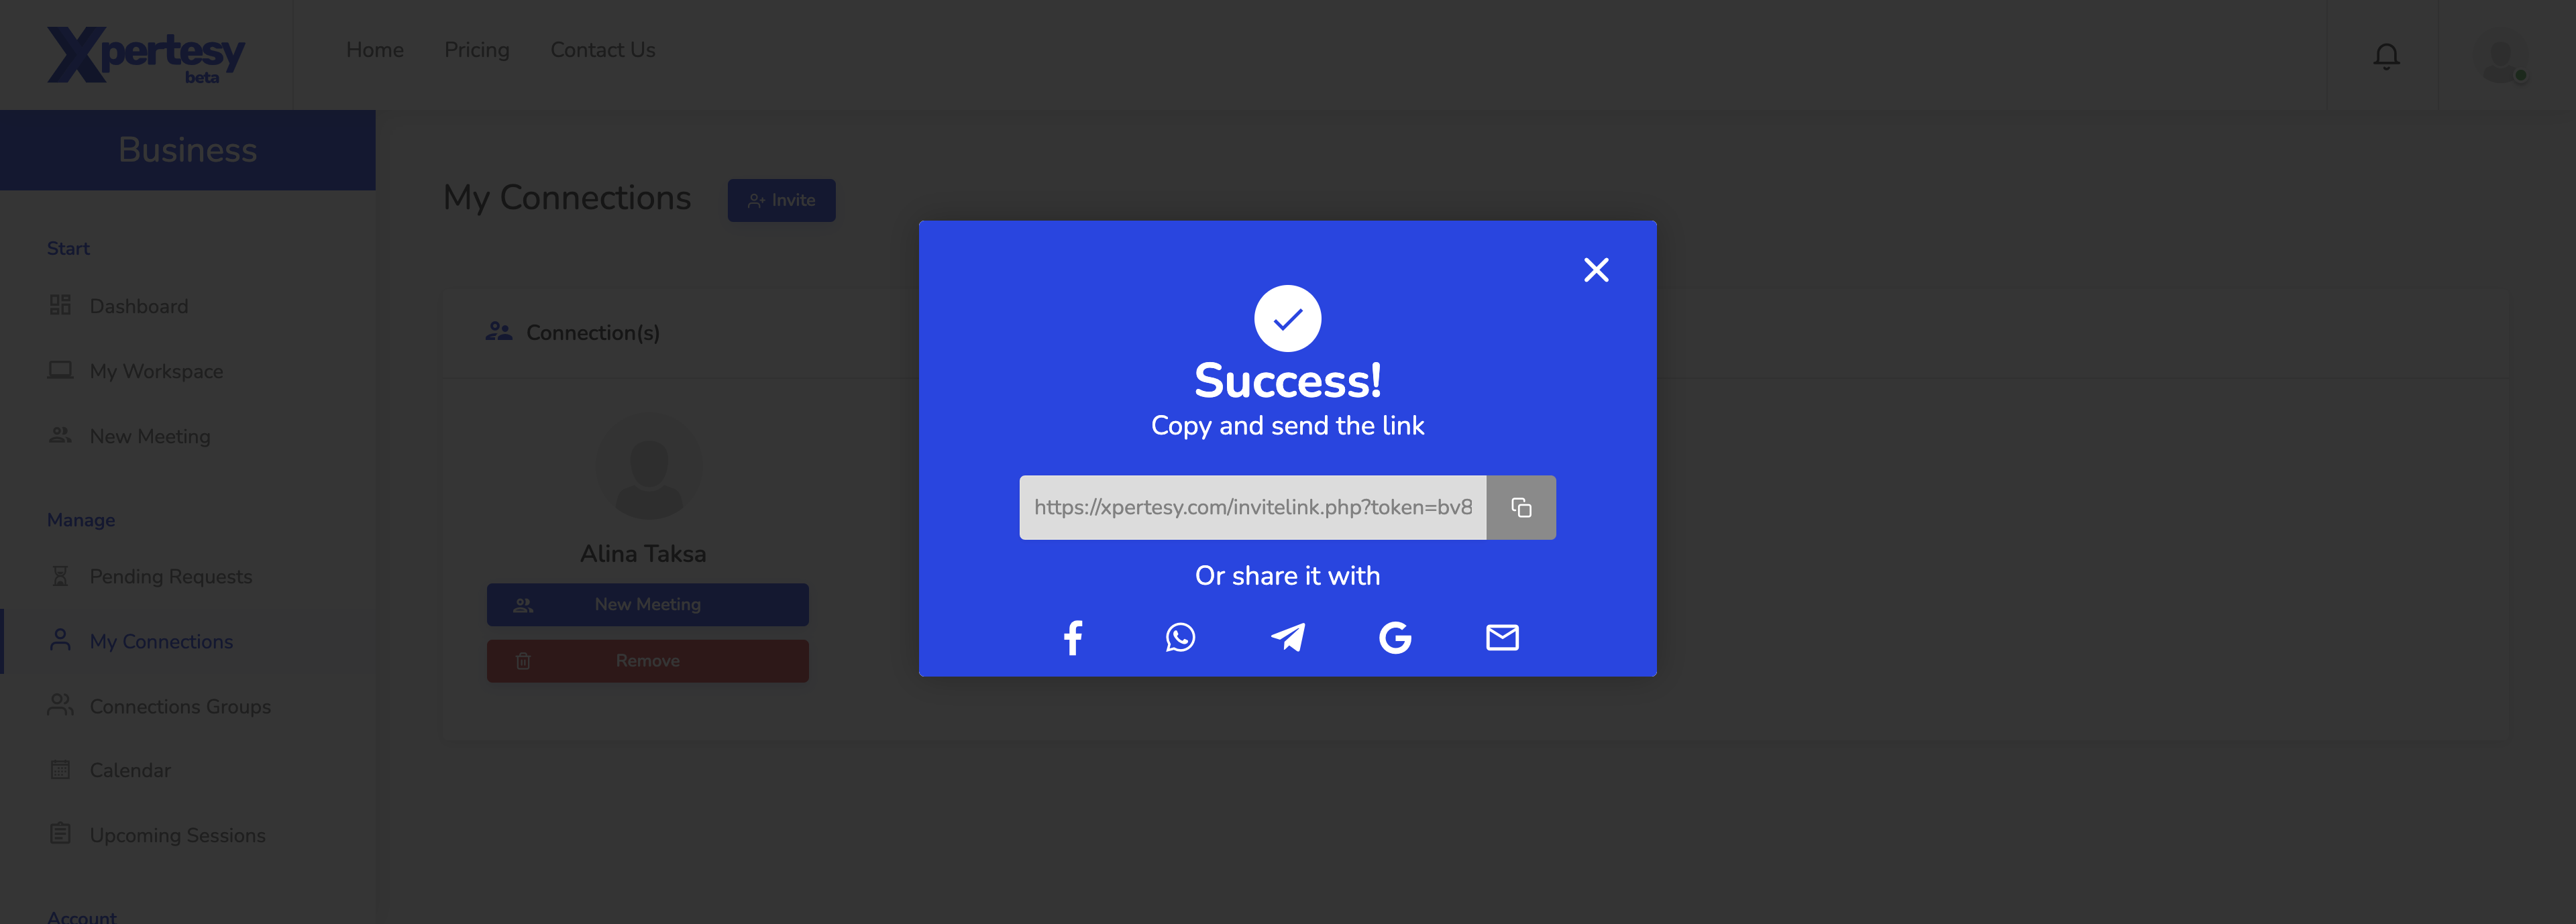 Xpertesy
beta
Home
Pricing
Contact Us
Business
Start
Dashboard
My Workspace
New Meeting
Manage
Pending Requests
My Connections
Connections Groups
Calendar
Upcoming Sessions
Account
My Connections
Invite
Connection(s)
Alina Taksa
New Meeting
Remove
Success!
Copy and send the link
https://xpertesy.com/invitelink.php?token=bv8
Or share it with